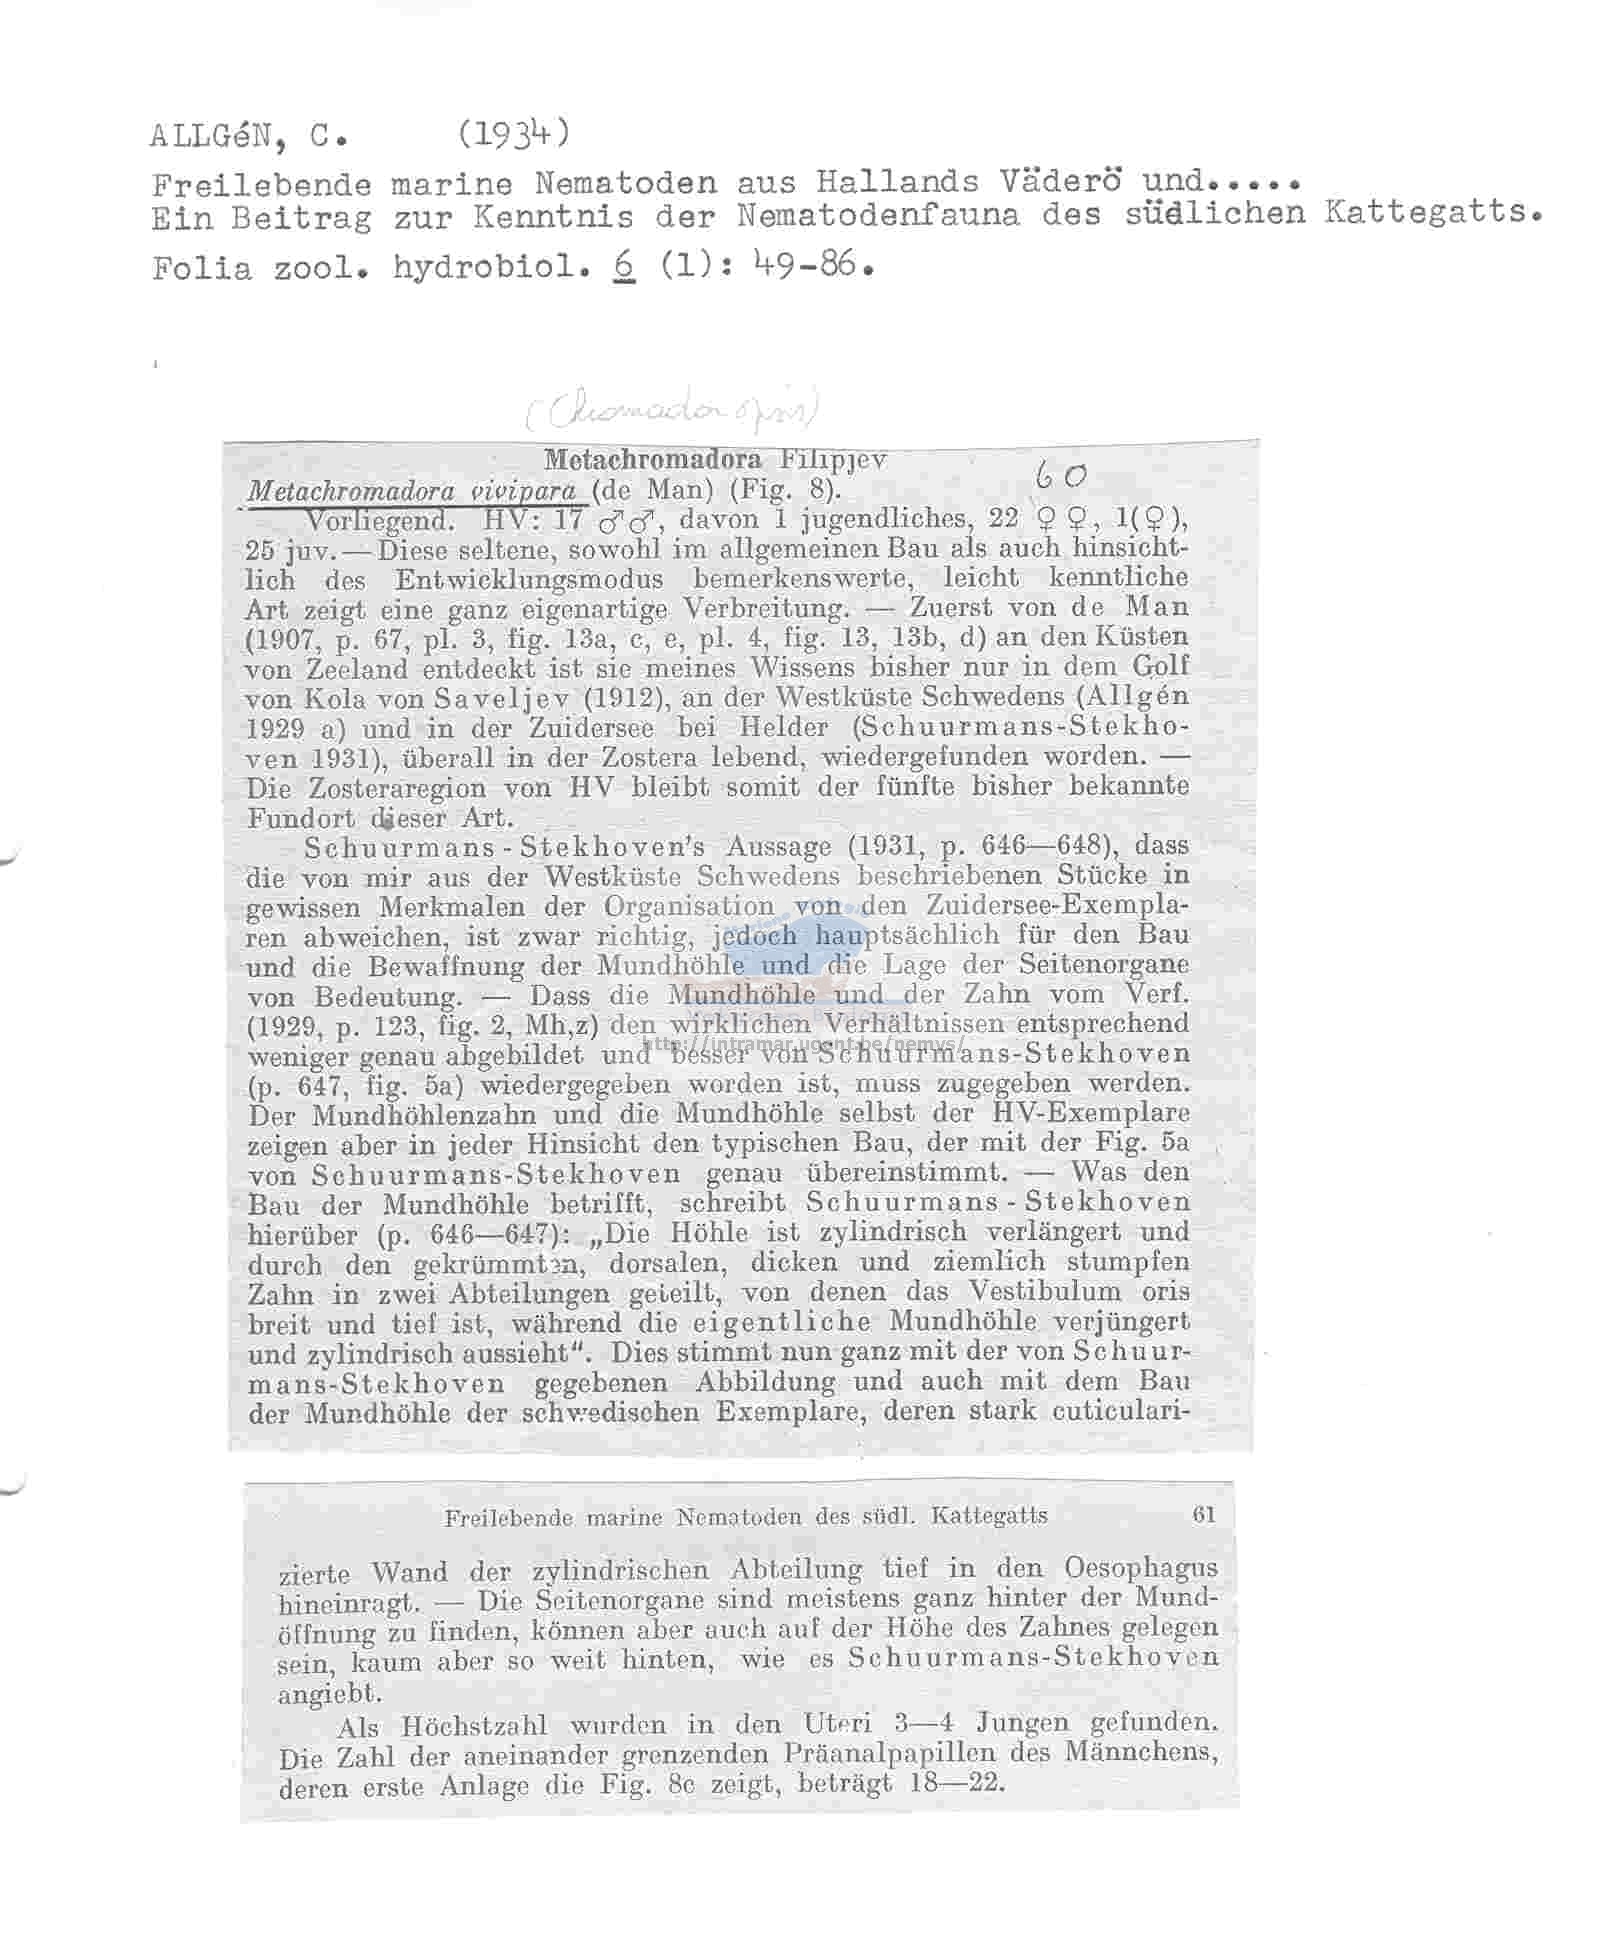 ALLGéN, C. (1934)
Freilebende marine Nematoden aus Hallands Väderö und.....
Ein Beitrag zur Kenntnis der Nematodenfauna des südlichen Kattegatts.
Folia zool. hydrobiol. 6 (1): 49-86.
(Chromadoropsis)
Metachromadora Filipjev
60
Metachromadora vivipara (de Man) (Fig. 8).
Vorliegend. HV: 17 ♂♂, davon 1 jugendliches, 22 ♀♀, 1(♀),
25 juv. — Diese seltene, sowohl im allgemeinen Bau als auch hinsicht-
lich des Entwicklungsmodus bemerkenswerte, leicht kenntliche
Art zeigt eine ganz eigenartige Verbreitung. — Zuerst von de Man
(1907, p. 67, pl. 3, fig. 13a, c, e, pl. 4, fig. 13, 13b, d) an den Küsten
von Zeeland entdeckt ist sie meines Wissens bisher nur in dem Golf
von Kola von Saveljev (1912), an der Westküste Schwedens (Allgén
1929 a) und in der Zuidersee bei Helder (Schuurmans-Stekho-
ven 1931), überall in der Zostera lebend, wiedergefunden worden. —
Die Zosteraregion von HV bleibt somit der fünfte bisher bekannte
Fundort dieser Art.
Schuurmans-Stekhoven's Aussage (1931, p. 646—648), dass
die von mir aus der Westküste Schwedens beschriebenen Stücke in
gewissen Merkmalen der Organisation von den Zuidersee-Exempla-
ren abweichen, ist zwar richtig, jedoch hauptsächlich für den Bau
und die Bewaffnung der Mundhöhle und die Lage der Seitenorgane
von Bedeutung. — Dass die Mundhöhle und der Zahn vom Verf.
(1929, p. 123, fig. 2, Mh,z) den wirklichen Verhältnissen entsprechend
http://intramar.ugent.be/nemys/
weniger genau abgebildet und besser von Schuurmans-Stekhoven
(p. 647, fig. 5a) wiedergegeben worden ist, muss zugegeben werden.
Der Mundhöhlenzahn und die Mundhöhle selbst der HV-Exemplare
zeigen aber in jeder Hinsicht den typischen Bau, der mit der Fig. 5a
von Schuurmans-Stekhoven genau übereinstimmt. — Was den
Bau der Mundhöhle betrifft, schreibt Schuurmans-Stekhoven
hierüber (p. 646—647): „Die Höhle ist zylindrisch verlängert und
durch den gekrümmten, dorsalen, dicken und ziemlich stumpfen
Zahn in zwei Abteilungen geteilt, von denen das Vestibulum oris
breit und tief ist, während die eigentliche Mundhöhle verjüngert
und zylindrisch aussieht“. Dies stimmt nun ganz mit der von Schuur-
mans-Stekhoven gegebenen Abbildung und auch mit dem Bau
der Mundhöhle der schwedischen Exemplare, deren stark cuticulari-
Freilebende marine Nematoden des südl. Kattegatts 61
zierte Wand der zylindrischen Abteilung tief in den Oesophagus
hineinragt. — Die Seitenorgane sind meistens ganz hinter der Mund-
öffnung zu finden, können aber auch auf der Höhe des Zahnes gelegen
sein, kaum aber so weit hinten, wie es Schuurmans-Stekhoven
angiebt.
Als Höchstzahl wurden in den Uteri 3—4 Jungen gefunden.
Die Zahl der aneinander grenzenden Präanalpapillen des Männchens,
deren erste Anlage die Fig. 8c zeigt, beträgt 18—22.